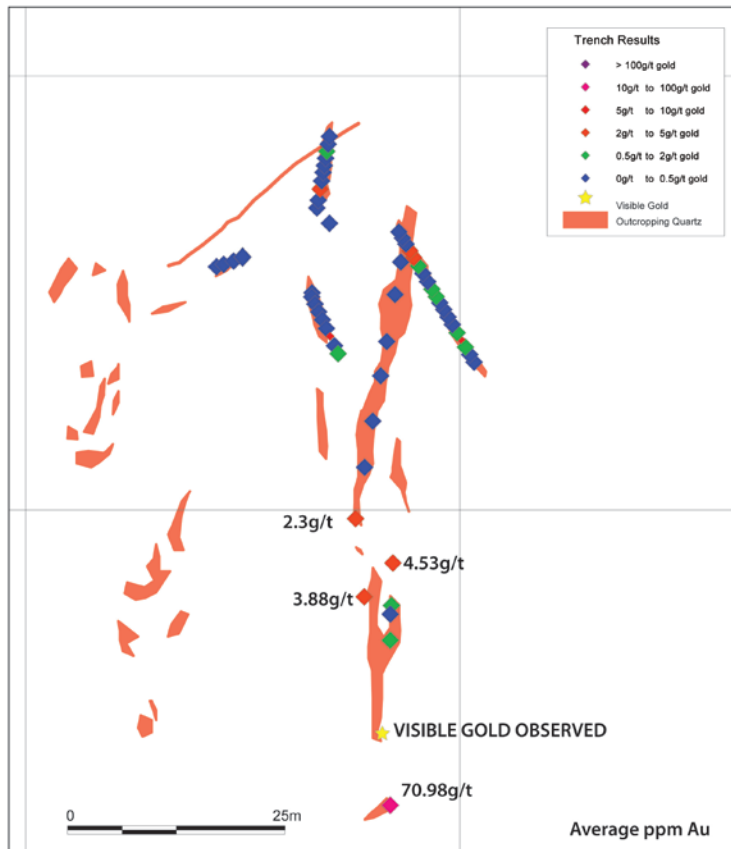 Trench Results
> 100g/t gold
10g/t to 100g/t gold
5g/t to 10g/t gold
2g/t to 5g/t gold
0.5g/t to 2g/t gold
0g/t to 0.5g/t gold
Visible Gold
Outcropping Quartz
2.3g/t
4.53g/t
3.88g/t
VISIBLE GOLD OBSERVED
70.98g/t
0 25m
Average ppm Au